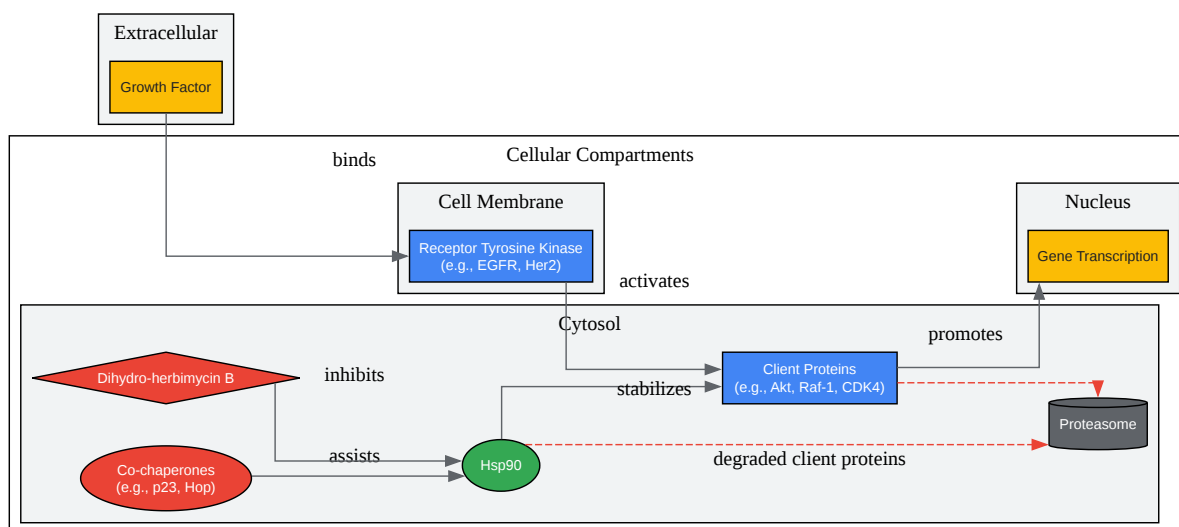 Extracellular
Growth Factor
binds
Cellular Compartments
Cell Membrane
Receptor Tyrosine Kinase
(e.g., EGFR, Her2)
Nucleus
Gene Transcription
activates
Cytosol
promotes
Dihydro-herbimycin B
inhibits
stabilizes
Client Proteins
(e.g., Akt, Raf-1, CDK4)
Proteasome
Co-chaperones
(e.g., p23, Hop)
assists
Hsp90
degraded client proteins